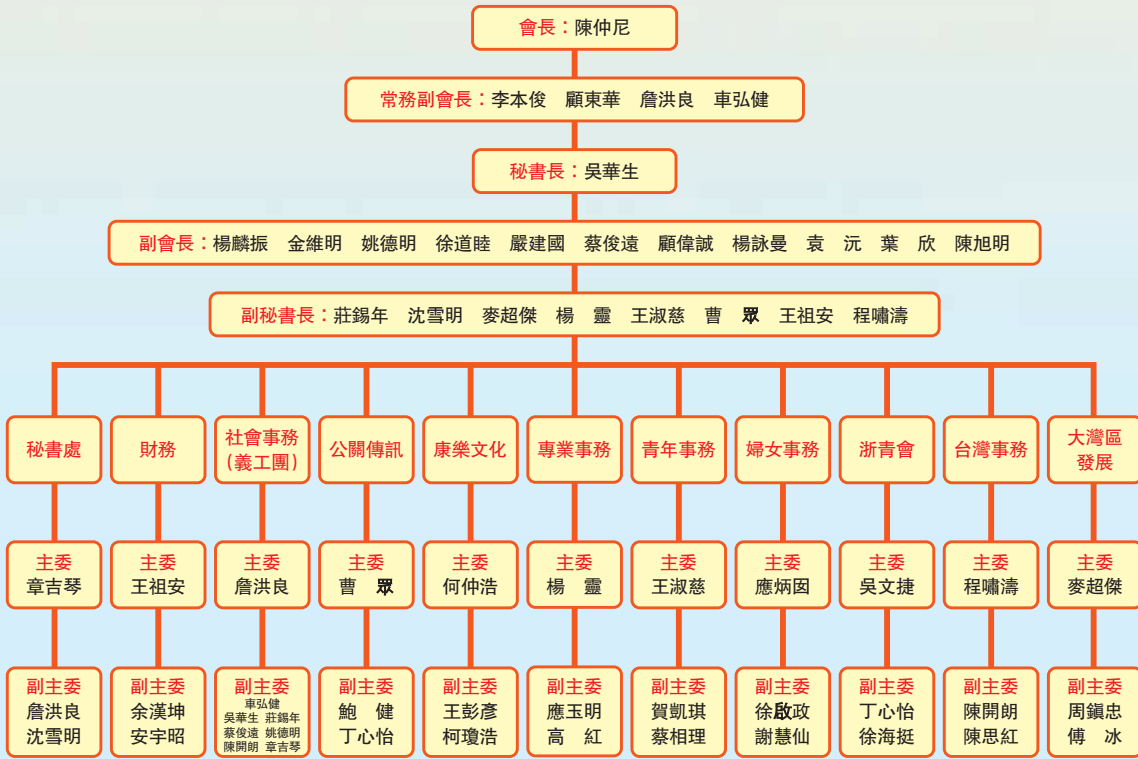 會長：陳仲尼
常務副會長：李本俊　顧東華　詹洪良　車弘健
秘書長：吳華生
副會長：楊麟振　金維明　姚德明　徐道睦　嚴建國　蔡俊遠　顧偉誠　楊詠曼　袁　沅　葉　欣　陳旭明
副秘書長：莊錫年　沈雪明　麥超傑　楊　靈　王淑慈　曹　眾　王祖安　程嘯濤
秘書處
財務
社會事務
(義工團)
公關傳訊
康樂文化
專業事務
青年事務
婦女事務
浙青會
台灣事務
大灣區
發展
主委
章吉琴
主委
王祖安
主委
詹洪良
主委
曹　眾
主委
何仲浩
主委
楊　靈
主委
王淑慈
主委
應炳囡
主委
吳文捷
主委
程嘯濤
主委
麥超傑
副主委
詹洪良
沈雪明
副主委
余漢坤
安宇昭
副主委
車弘健
吳華生 莊錫年
蔡俊遠 姚德明
陳開朗 章吉琴
副主委
鮑　健
丁心怡
副主委
王彭彥
柯瓊浩
副主委
應玉明
高　紅
副主委
賀凱琪
蔡相理
副主委
徐啟政
謝慧仙
副主委
丁心怡
徐海挺
副主委
陳開朗
陳思紅
副主委
周鎭忠
傅　冰